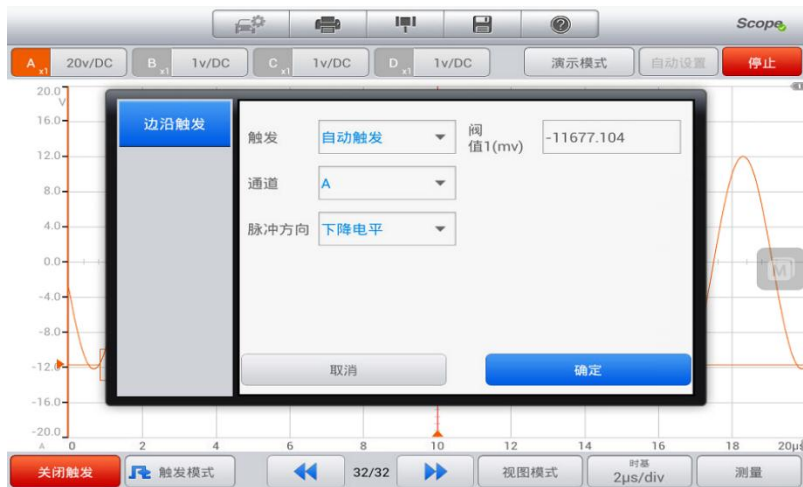 Scope
A x1 20v/DC B x1 1v/DC C x1 1v/DC D x1 1v/DC 演示模式 自动设置 停止
20.0
V
16.0
12.0
8.0
4.0
0.0
-4.0
-8.0
-12.0
-16.0
-20.0
边沿触发
触发 自动触发 阀
值1(mv) -11677.104
通道 A
脉冲方向 下降电平
取消 确定
M
A 0 2 4 6 8 10 12 14 16 18 20μs
关闭触发 触发模式 32/32 视图模式 时基
2μs/div 测量